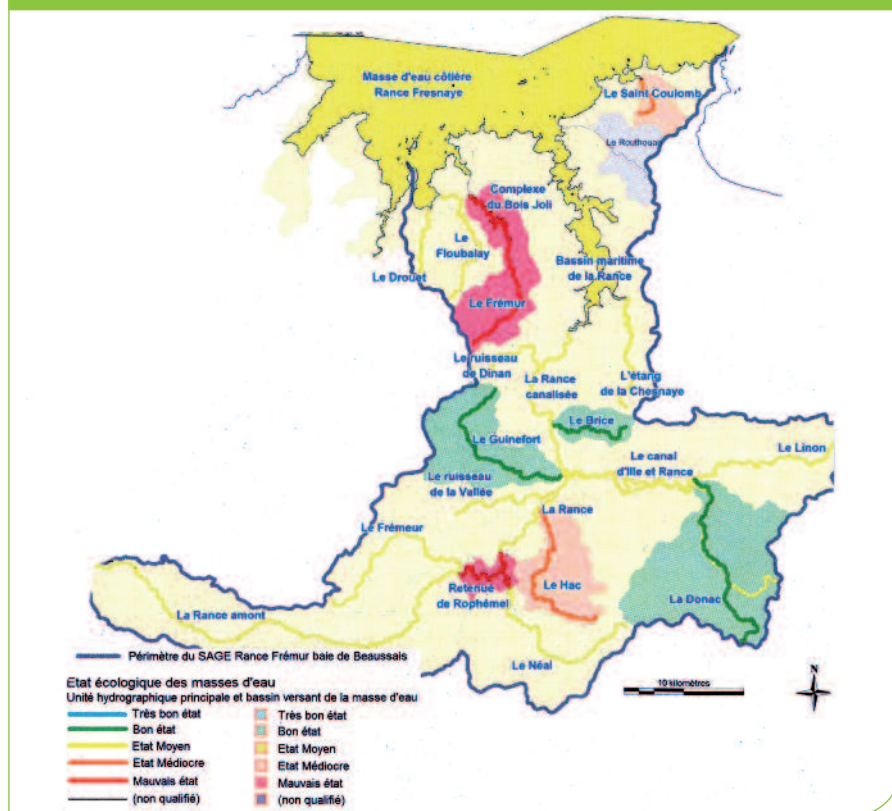 Masse d'eau côtière
Rance Fresnaye
Le Saint Coulomb
Le Routhouan
Complexe
du Bois Joli
Le
Floubalay
Le Drouet
Bassin maritime
de la Rance
Le Frémur
Le ruisseau
de Dinan
La Rance
canalisée
L'étang
de la Chesnaye
Le Brice
Le Guinefort
Le Linon
Le canal
d'Ille et Rance
Le ruisseau
de la Vallée
La Rance
Le Frémeur
Le Hac
Retenue
de Rophémel
La Donac
La Rance amont
Le Néal
Périmètre du SAGE Rance Frémur baie de Beaussais
10 kilomètres
N
Etat écologique des masses d'eau
Unité hydrographique principale et bassin versant de la masse d'eau
Très bon état
Très bon état
Bon état
Bon état
Etat Moyen
Etat Moyen
Etat Médiocre
Etat Médiocre
Mauvais état
Mauvais état
(non qualifié)
(non qualifié)